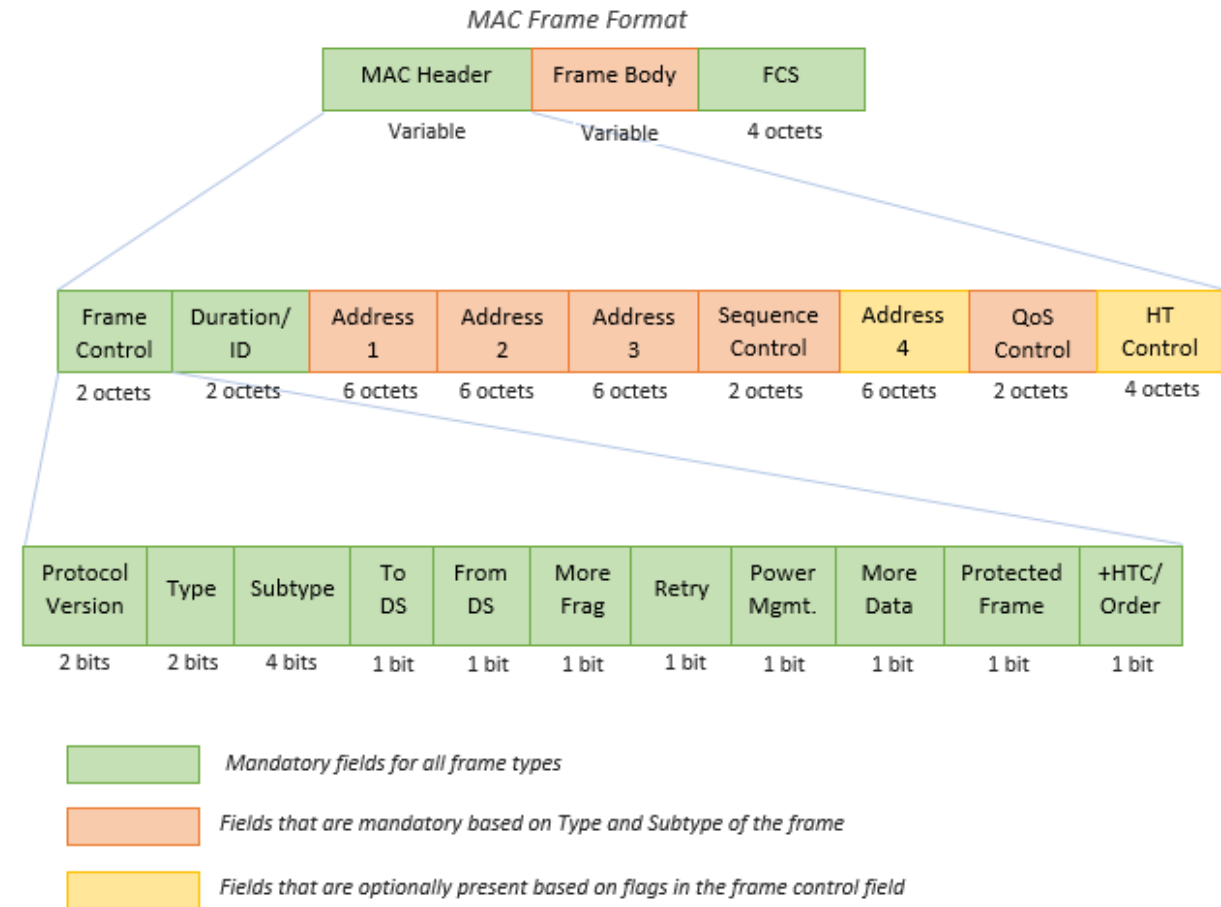 MAC Frame Format
MAC Header Frame Body FCS
Variable Variable 4 octets
Frame Duration/ Address Address Address Sequence Address QoS HT
Control ID 1 2 3 Control 4 Control Control
2 octets 2 octets 6 octets 6 octets 6 octets 2 octets 6 octets 2 octets 4 octets
Protocol Type Subtype To From More Retry Power More Protected +HTC/
Version DS DS Frag Mgmt. Data Frame Order
2 bits 2 bits 4 bits 1 bit 1 bit 1 bit 1 bit 1 bit 1 bit 1 bit 1 bit
Mandatory fields for all frame types
Fields that are mandatory based on Type and Subtype of the frame
Fields that are optionally present based on flags in the frame control field